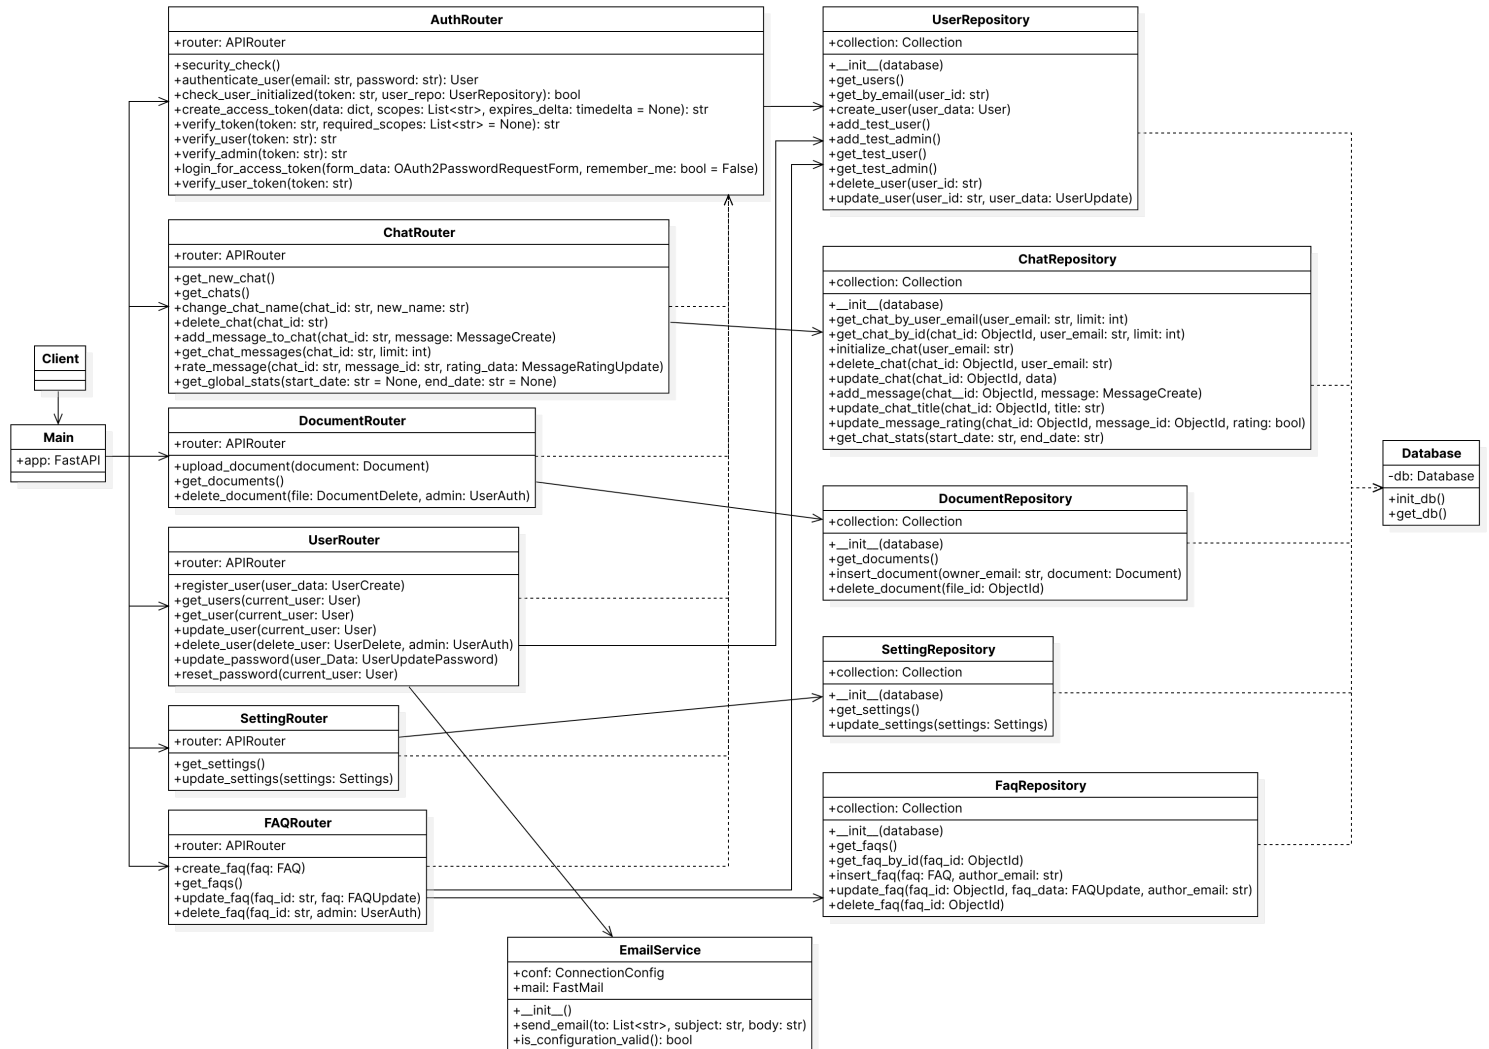 AuthRouter
+router: APIRouter
+security_check()
+authenticate_user(email: str, password: str): User
+check_user_initialized(token: str, user_repo: UserRepository): bool
+create_access_token(data: dict, scopes: List<str>, expires_delta: timedelta = None): str
+verify_token(token: str, required_scopes: List<str> = None): str
+verify_user(token: str): str
+verify_admin(token: str): str
+login_for_access_token(form_data: OAuth2PasswordRequestForm, remember_me: bool = False)
+verify_user_token(token: str)
UserRepository
+collection: Collection
+__init__(database)
+get_users()
+get_by_email(user_id: str)
+create_user(user_data: User)
+add_test_user()
+add_test_admin()
+get_test_user()
+get_test_admin()
+delete_user(user_id: str)
+update_user(user_id: str, user_data: UserUpdate)
ChatRouter
+router: APIRouter
+get_new_chat()
+get_chats()
+change_chat_name(chat_id: str, new_name: str)
+delete_chat(chat_id: str)
+add_message_to_chat(chat_id: str, message: MessageCreate)
+get_chat_messages(chat_id: str, limit: int)
+rate_message(chat_id: str, message_id: str, rating_data: MessageRatingUpdate)
+get_global_stats(start_date: str = None, end_date: str = None)
ChatRepository
+collection: Collection
+__init__(database)
+get_chat_by_user_email(user_email: str, limit: int)
+get_chat_by_id(chat_id: ObjectId, user_email: str, limit: int)
+initialize_chat(user_email: str)
+delete_chat(chat_id: ObjectId, user_email: str)
+update_chat(chat_id: ObjectId, data)
+add_message(chat__id: ObjectId, message: MessageCreate)
+update_chat_title(chat_id: ObjectId, title: str)
+update_message_rating(chat_id: ObjectId, message_id: ObjectId, rating: bool)
+get_chat_stats(start_date: str, end_date: str)
Client
Main
+app: FastAPI
DocumentRouter
+router: APIRouter
+upload_document(document: Document)
+get_documents()
+delete_document(file: DocumentDelete, admin: UserAuth)
Database
-db: Database
+init_db()
+get_db()
DocumentRepository
+collection: Collection
+__init__(database)
+get_documents()
+insert_document(owner_email: str, document: Document)
+delete_document(file_id: ObjectId)
UserRouter
+router: APIRouter
+register_user(user_data: UserCreate)
+get_users(current_user: User)
+get_user(current_user: User)
+update_user(current_user: User)
+delete_user(delete_user: UserDelete, admin: UserAuth)
+update_password(user_Data: UserUpdatePassword)
+reset_password(current_user: User)
SettingRepository
+collection: Collection
+__init__(database)
+get_settings()
+update_settings(settings: Settings)
SettingRouter
+router: APIRouter
+get_settings()
+update_settings(settings: Settings)
FaqRepository
+collection: Collection
+__init__(database)
+get_faqs()
+get_faq_by_id(faq_id: ObjectId)
+insert_faq(faq: FAQ, author_email: str)
+update_faq(faq_id: ObjectId, faq_data: FAQUpdate, author_email: str)
+delete_faq(faq_id: ObjectId)
FAQRouter
+router: APIRouter
+create_faq(faq: FAQ)
+get_faqs()
+update_faq(faq_id: str, faq: FAQUpdate)
+delete_faq(faq_id: str, admin: UserAuth)
EmailService
+conf: ConnectionConfig
+mail: FastMail
+__init__()
+send_email(to: List<str>, subject: str, body: str)
+is_configuration_valid(): bool